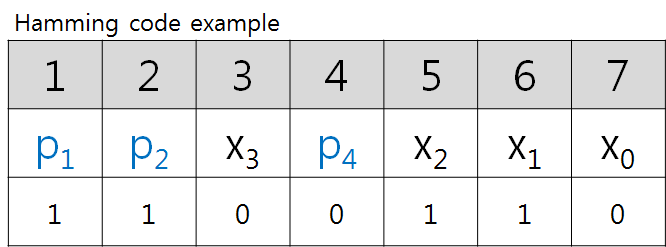 Hamming code example
1 2 3 4 5 6 7
p₁ p₂ x₃ p₄ x₂ x₁ x₀
1 1 0 0 1 1 0